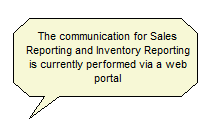 The communication for Sales
Reporting and Inventory Reporting
is currently performed via a web
portal